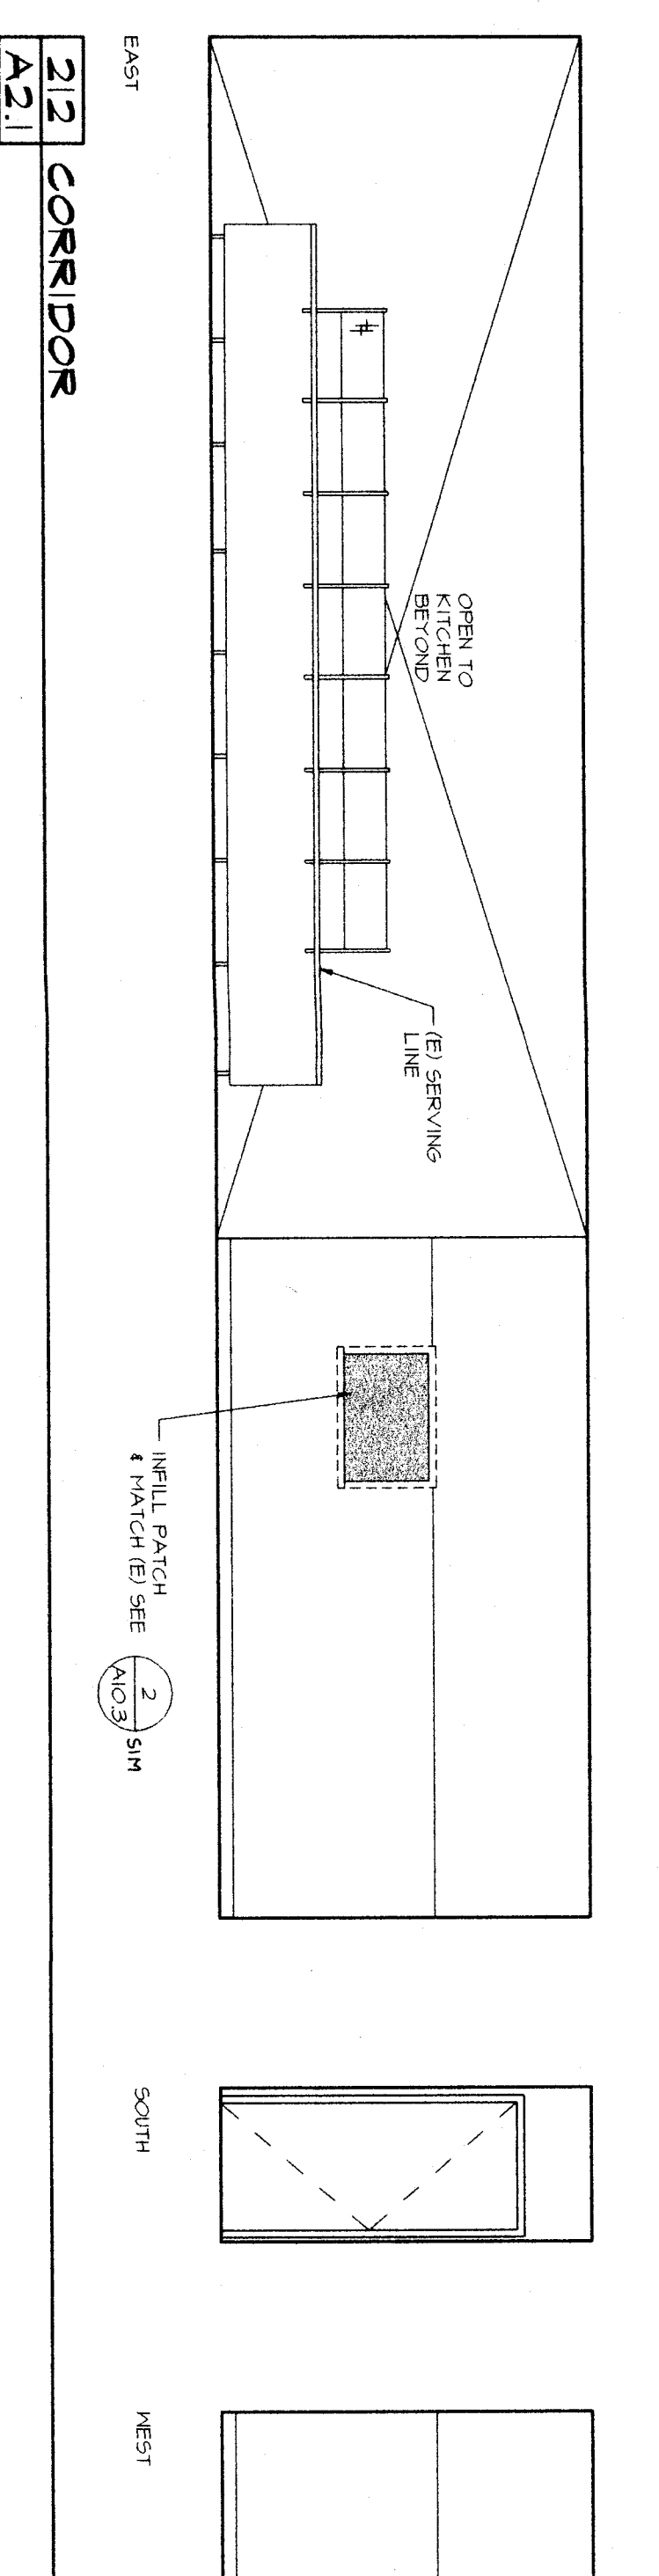 OPEN TO
KITCHEN
BEYOND
(E) SERVING
LINE
INFILL PATCH
& MATCH (E) SEE
2
A10.3
SIM
EAST
SOUTH
WEST
212 CORRIDOR
A2.1